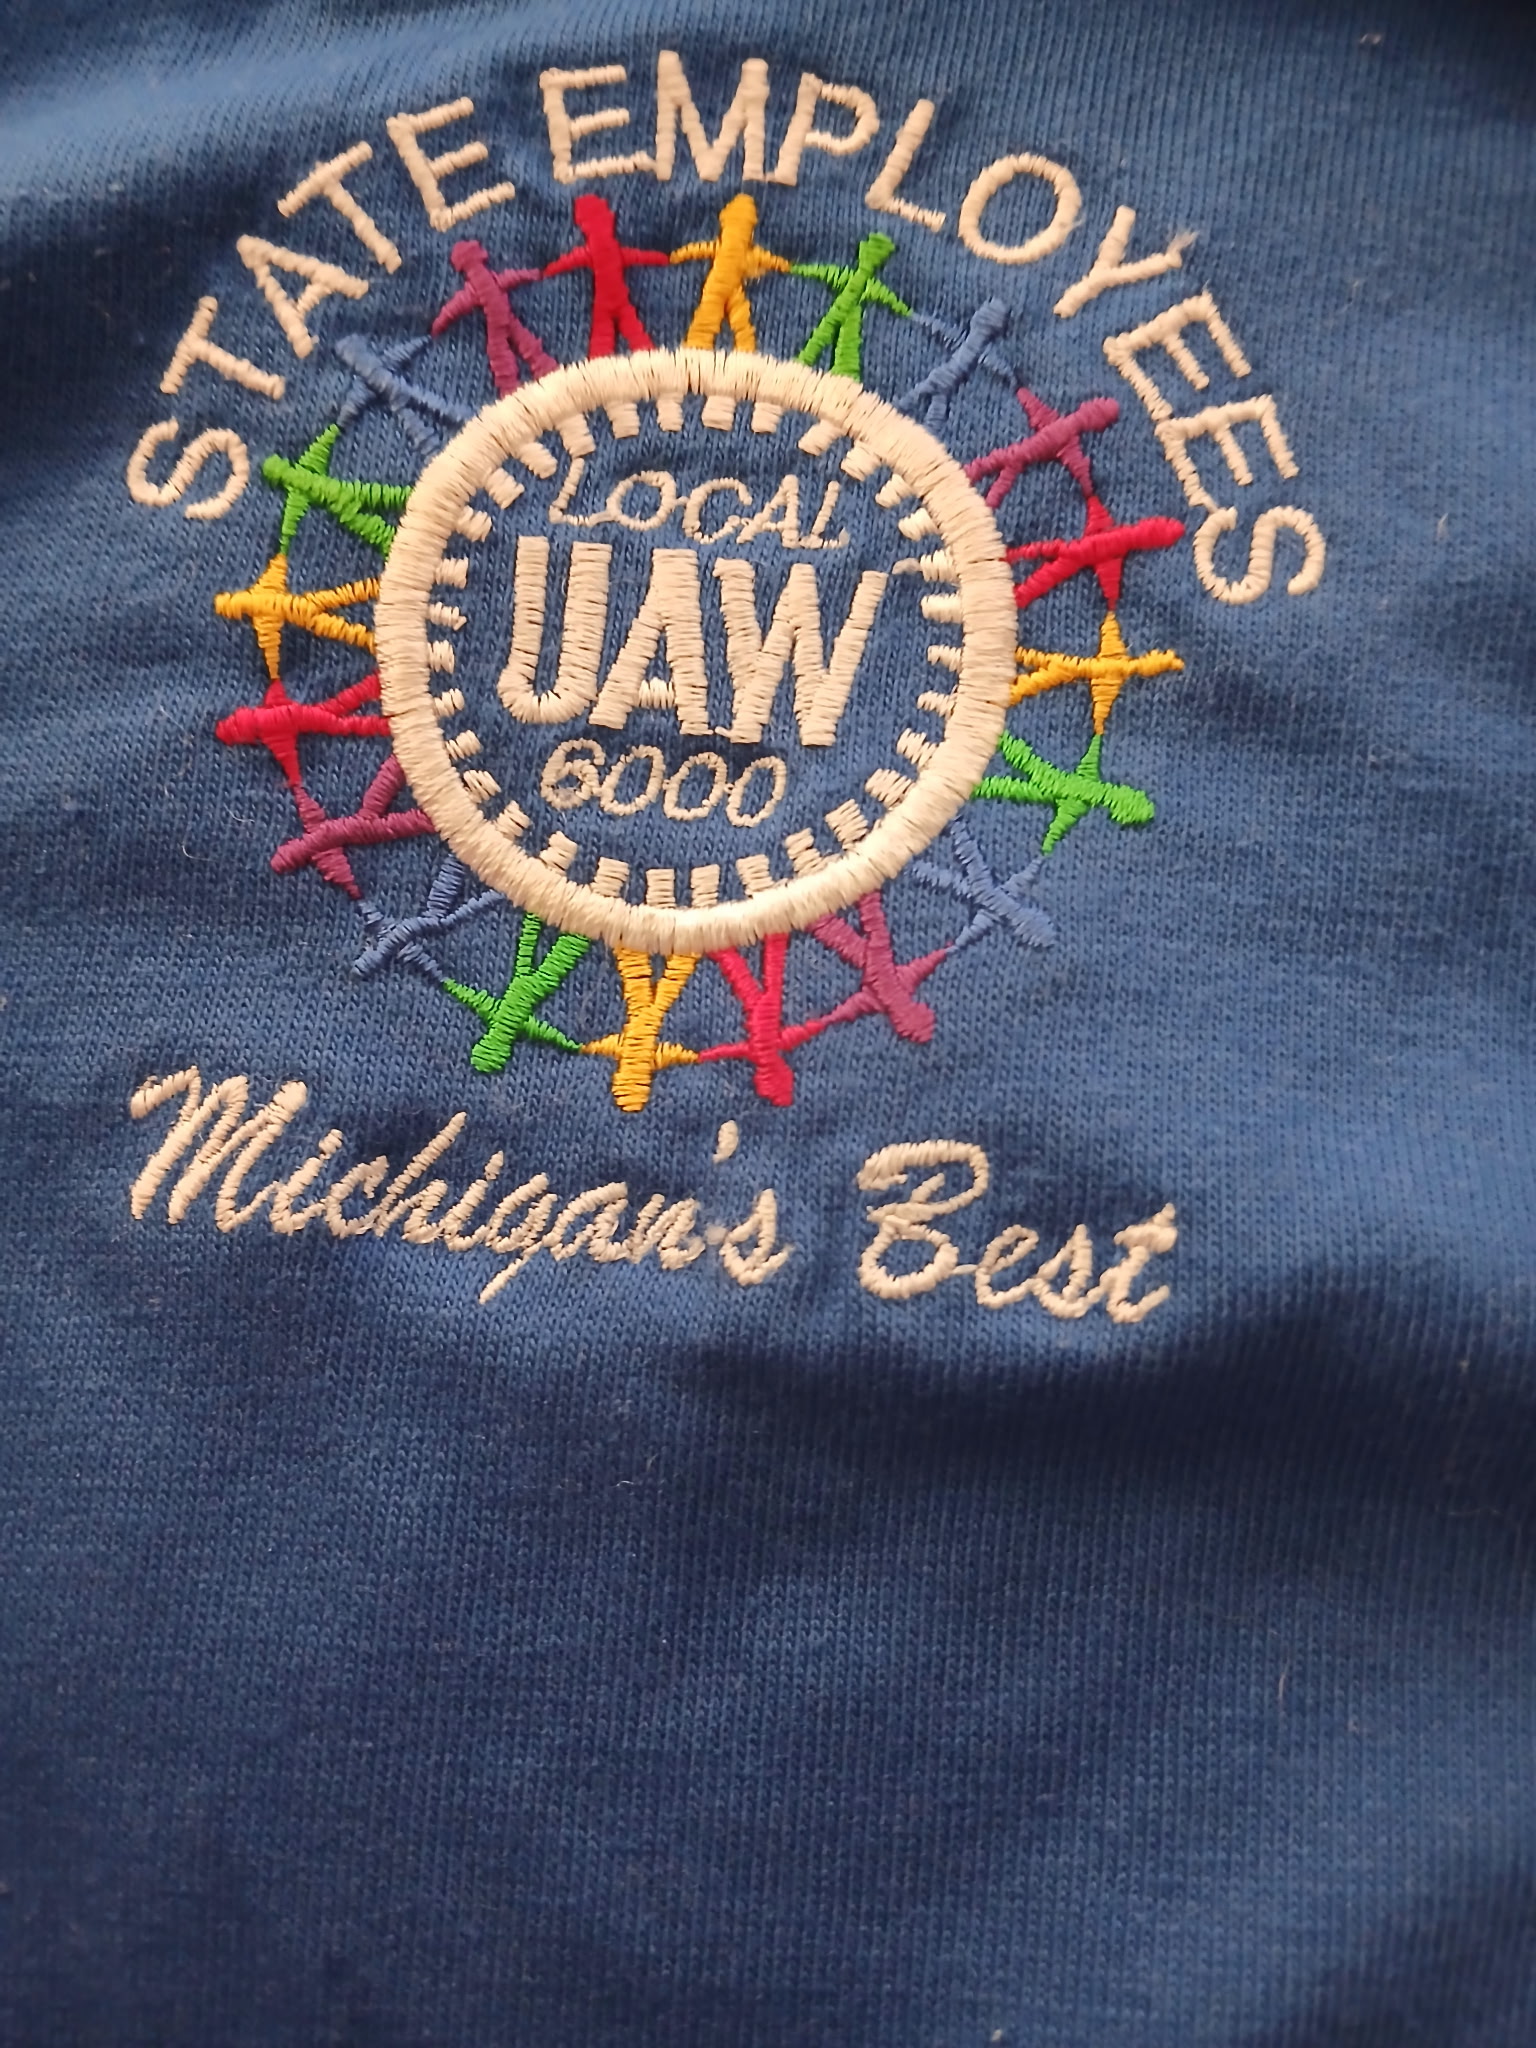 STATE EMPLOYEES
LOCAL
UAW
6000
Michigan's Best